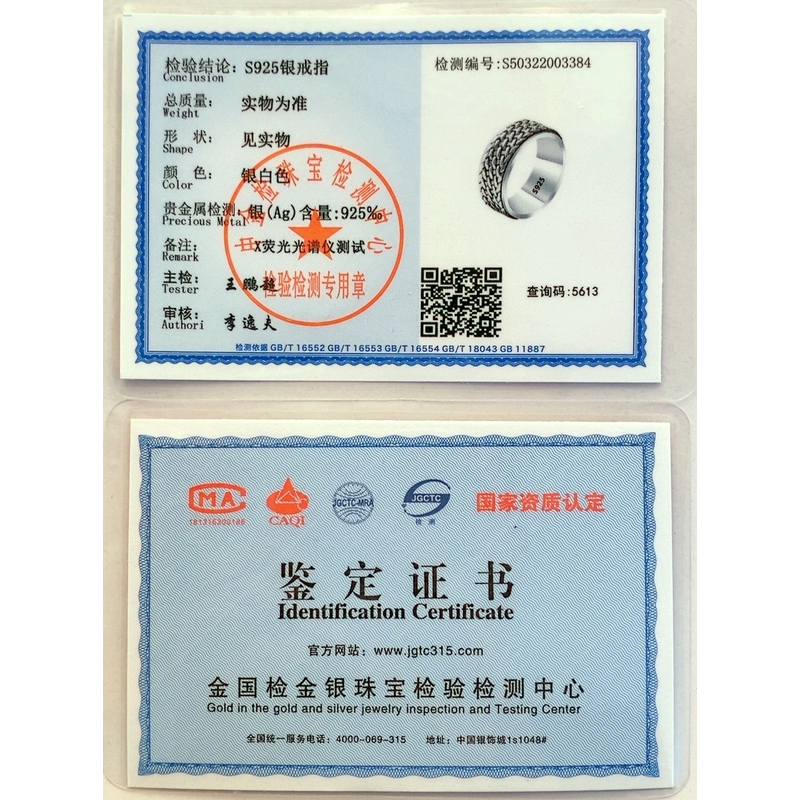 检验结论: S925银戒指
Conclusion
检测编号:S50322003384
总质量: 实物为准
Weight
形 状: 见实物
Shape
颜 色: 银白色
Color
贵金属检测: 银(Ag)含量:925‰
Precious Metal
备注: X荧光光谱仪测试
Remark
主检: 王鹏超
Tester
审核: 李逸夫
Authori
检验检测专用章
S925
查询码:5613
检测依据 GB/T 16552 GB/T 16553 GB/T 16554 GB/T 18043 GB 11887
MA
CAQI
JGCTC-MRA
JGCTC
检测
国家资质认定
鉴定证书
Identification Certificate
官方网站: www.jgtc315.com
金国检金银珠宝检验检测中心
Gold in the gold and silver jewelry inspection and Testing Center
全国统一服务电话: 4000-069-315 地址: 中国银饰城1s1048#